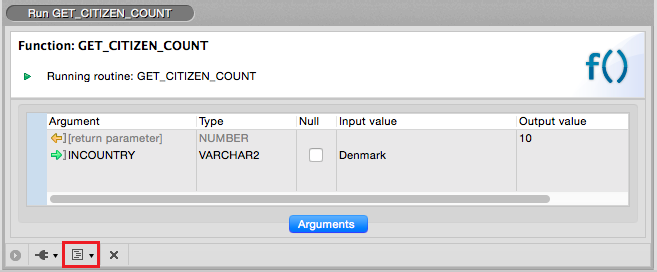 Run GET_CITIZEN_COUNT
Function: GET_CITIZEN_COUNT
Running routine: GET_CITIZEN_COUNT
f()
Argument Type Null Input value Output value
[return parameter] NUMBER 10
INCOUNTRY VARCHAR2 Denmark
Arguments